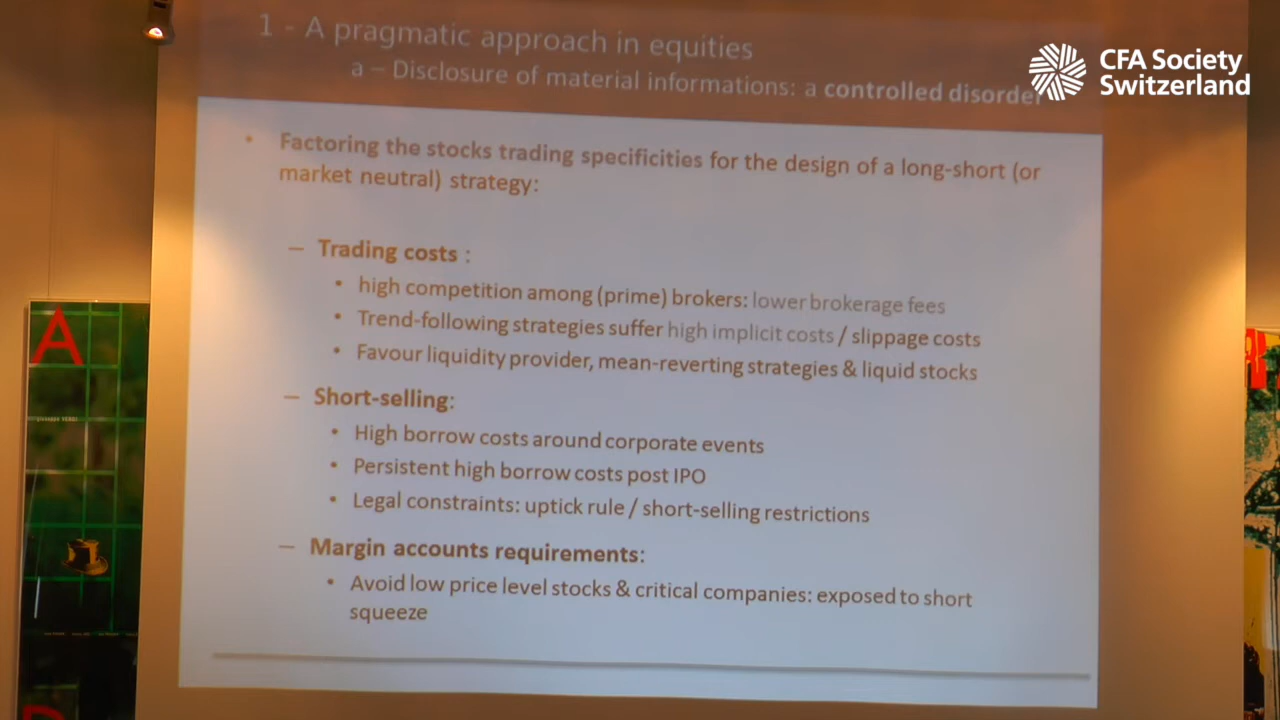 1 - A pragmatic approach in equities
a – Disclosure of material informations: a controlled disorder
CFA Society
Switzerland
• Factoring the stocks trading specificities for the design of a long-short (or
market neutral) strategy:
– Trading costs :
• high competition among (prime) brokers: lower brokerage fees
• Trend-following strategies suffer high implicit costs / slippage costs
• Favour liquidity provider, mean-reverting strategies & liquid stocks
– Short-selling:
• High borrow costs around corporate events
• Persistent high borrow costs post IPO
• Legal constraints: uptick rule / short-selling restrictions
– Margin accounts requirements:
• Avoid low price level stocks & critical companies: exposed to short
squeeze
A